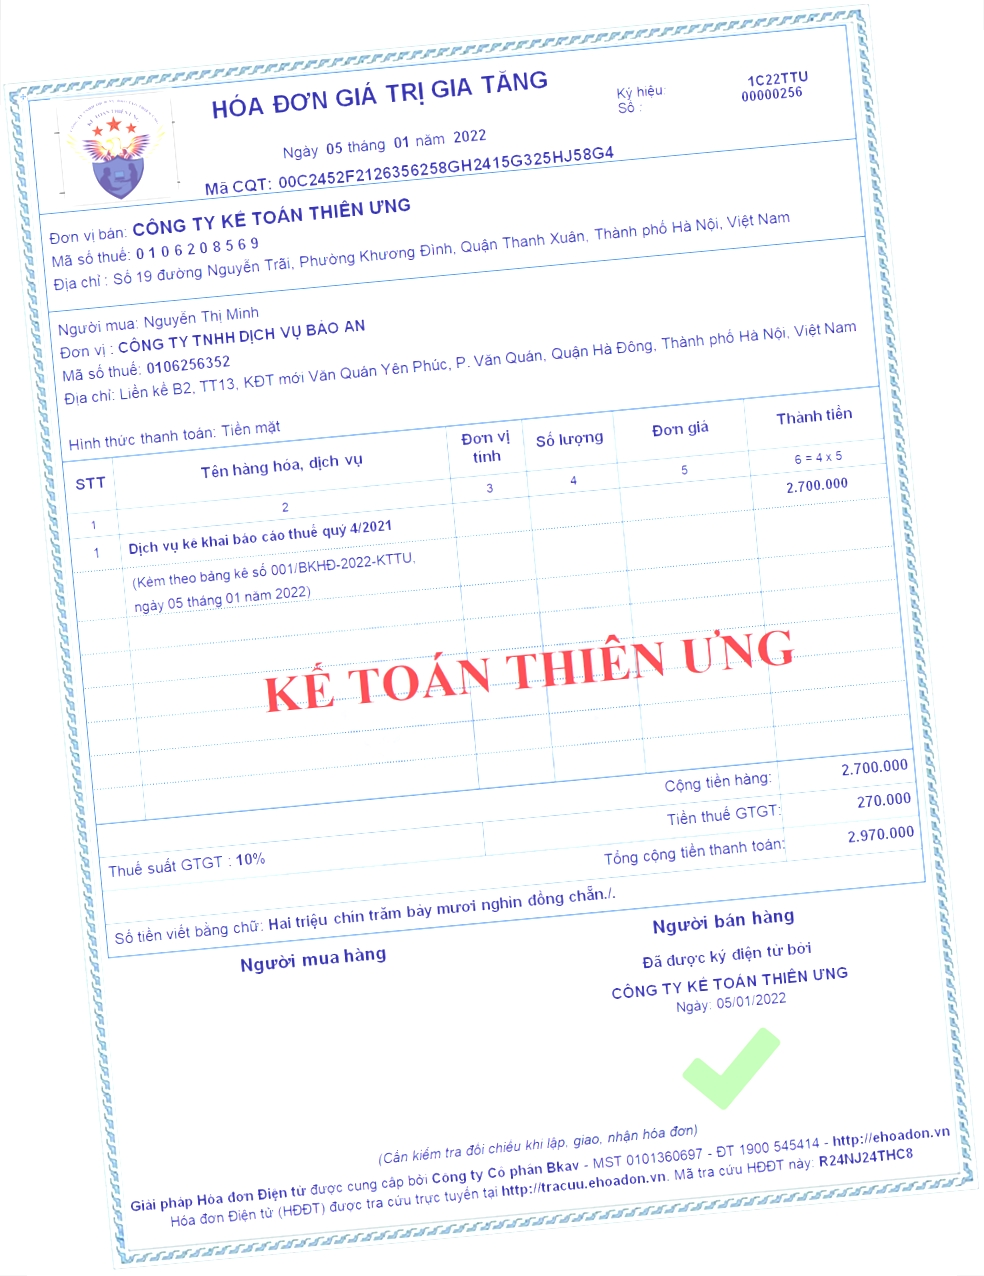 HÓA ĐƠN GIÁ TRỊ GIA TĂNG
Ký hiệu: 1C22TTU
Số : 00000256
Ngày 05 tháng 01 năm 2022
Mã CQT: 00C2452F2126356258GH2415G325HJ58G4
KẾ TOÁN THIÊN ƯNG
Đơn vị bán: CÔNG TY KẾ TOÁN THIÊN ƯNG
Mã số thuế: 0 1 0 6 2 0 8 5 6 9
Địa chỉ : Số 19 đường Nguyễn Trãi, Phường Khương Đình, Quận Thanh Xuân, Thành phố Hà Nội, Việt Nam
Người mua: Nguyễn Thị Minh
Đơn vị : CÔNG TY TNHH DỊCH VỤ BẢO AN
Mã số thuế: 0106256352
Địa chỉ: Liền kề B2, TT13, KĐT mới Văn Quán Yên Phúc, P. Văn Quán, Quận Hà Đông, Thành phố Hà Nội, Việt Nam
Hình thức thanh toán: Tiền mặt
STT Tên hàng hóa, dịch vụ Đơn vị tính Số lượng Đơn giá Thành tiền
1 2 3 4 5 6 = 4 x 5
1 Dịch vụ kê khai báo cáo thuế quý 4/2021 2.700.000
(Kèm theo bảng kê số 001/BKHĐ-2022-KTTU,
ngày 05 tháng 01 năm 2022)
KẾ TOÁN THIÊN ƯNG
Cộng tiền hàng: 2.700.000
Tiền thuế GTGT: 270.000
Thuế suất GTGT : 10%
Tổng cộng tiền thanh toán: 2.970.000
Số tiền viết bằng chữ: Hai triệu chín trăm bảy mươi nghìn đồng chẵn./.
Người mua hàng
Người bán hàng
Đã được ký điện tử bởi
CÔNG TY KẾ TOÁN THIÊN ƯNG
Ngày: 05/01/2022
(Cần kiểm tra đối chiếu khi lập, giao, nhận hóa đơn)
Giải pháp Hóa đơn Điện tử được cung cấp bởi Công ty Cổ phần Bkav - MST 0101360697 - ĐT 1900 545414 - http://ehoadon.vn
Hóa đơn Điện tử (HĐĐT) được tra cứu trực tuyến tại http://tracuu.ehoadon.vn. Mã tra cứu HĐĐT này: R24NJ24THC8